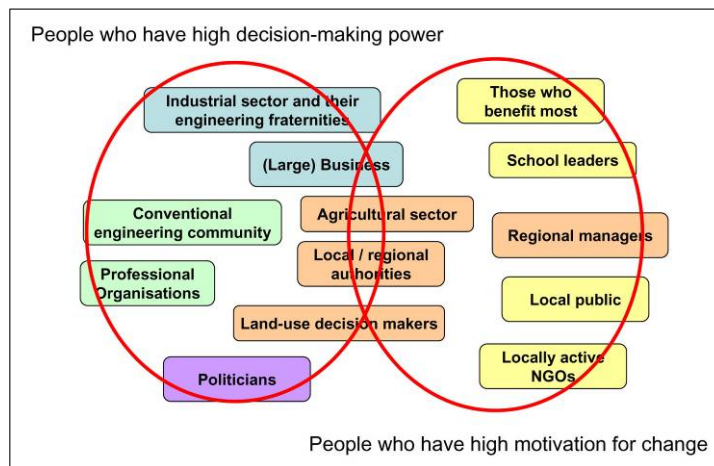 People who have high decision-making power
Industrial sector and their
engineering fraternities
Those who
benefit most
(Large) Business
School leaders
Conventional
engineering community
Agricultural sector
Regional managers
Local / regional
authorities
Professional
Organisations
Local public
Land-use decision makers
Politicians
Locally active
NGOs
People who have high motivation for change